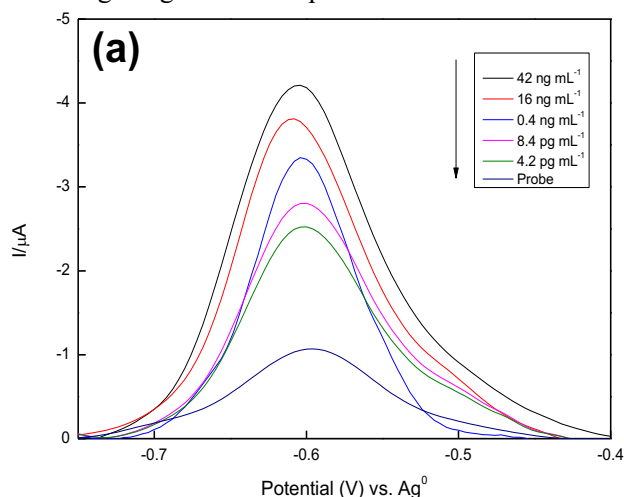 (a)
-5
-4
-3
-2
-1
0
I/µA
42 ng mL⁻¹
16 ng mL⁻¹
0.4 ng mL⁻¹
8.4 pg mL⁻¹
4.2 pg mL⁻¹
Probe
-0.7 -0.6 -0.5 -0.4
Potential (V) vs. Ag⁰